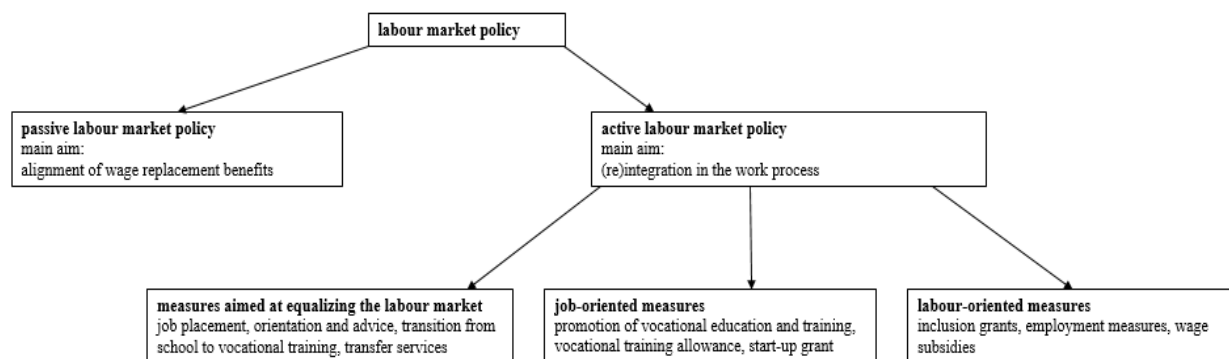 labour market policy
passive labour market policy
main aim:
alignment of wage replacement benefits
active labour market policy
main aim:
(re)integration in the work process
measures aimed at equalizing the labour market
job placement, orientation and advice, transition from
school to vocational training, transfer services
job-oriented measures
promotion of vocational education and training,
vocational training allowance, start-up grant
labour-oriented measures
inclusion grants, employment measures, wage
subsidies